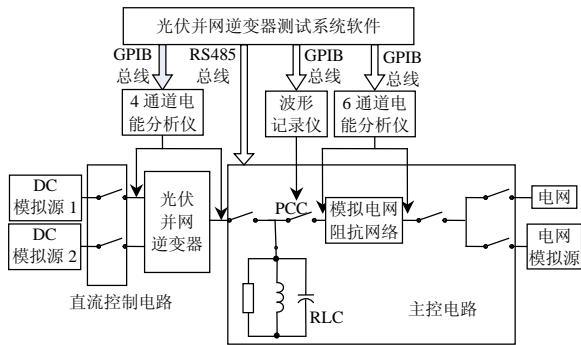 光伏并网逆变器测试系统软件
GPIB
总线
RS485
总线
GPIB
总线
GPIB
总线
4 通道电
能分析仪
波形
记录仪
6 通道电
能分析仪
DC
模拟源 1
DC
模拟源 2
光伏
并网
逆变器
PCC
模拟电网
阻抗网络
电网
电网
模拟源
直流控制电路
RLC
主控电路